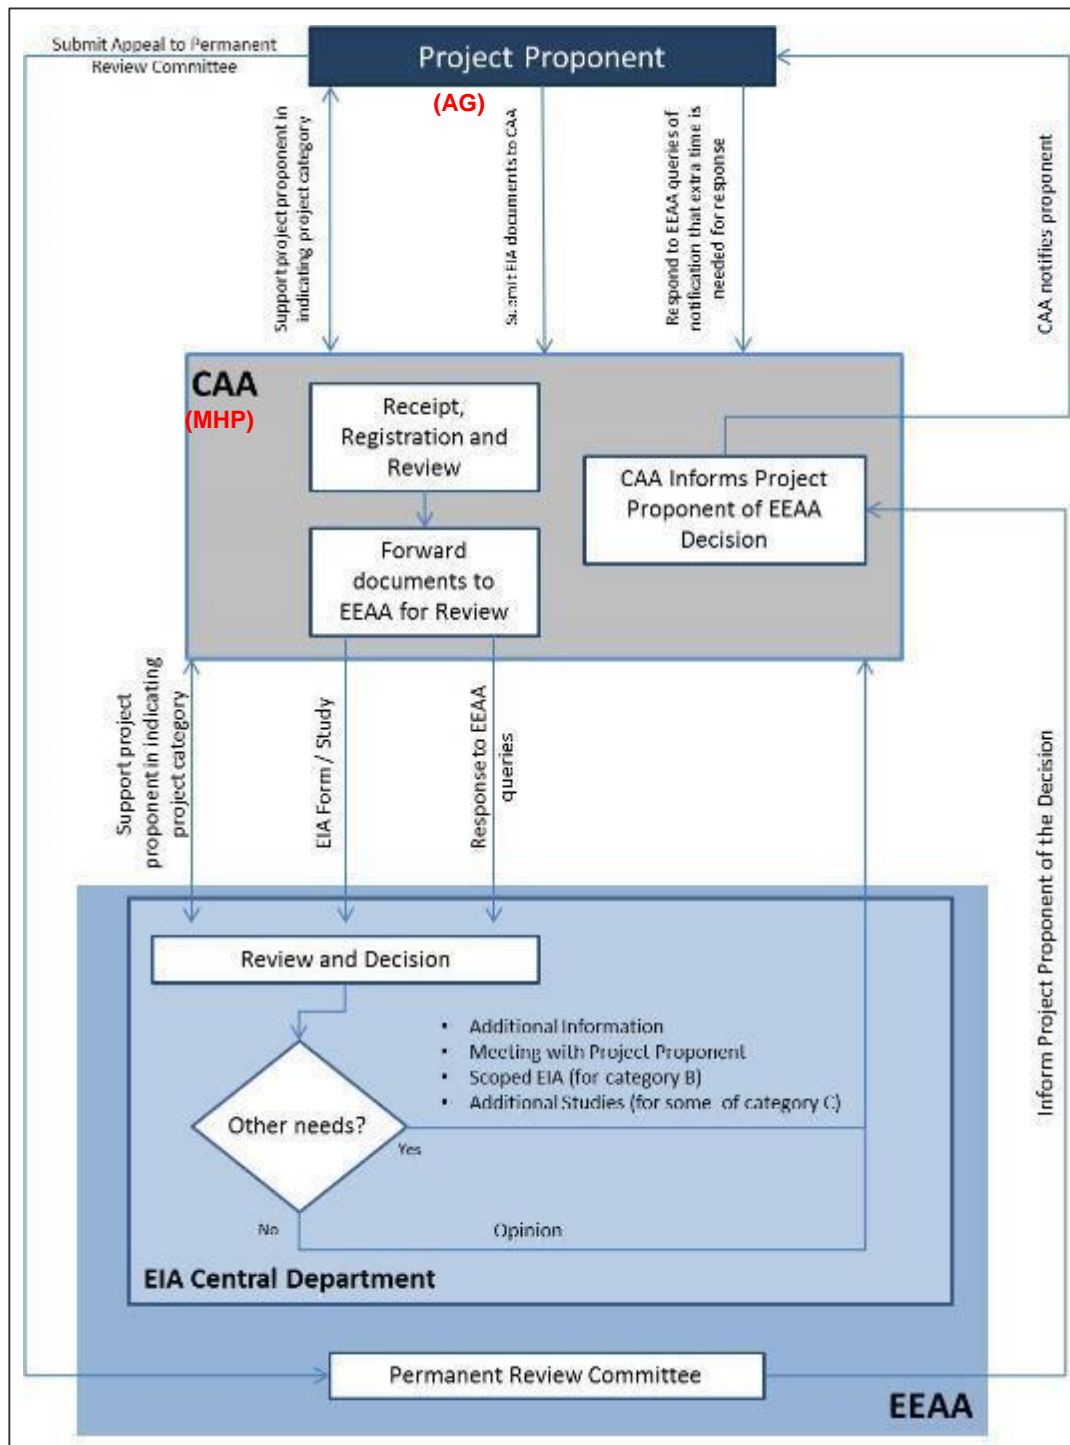 Submit Appeal to Permanent
Review Committee
Project Proponent
(AG)
Support project proponent in
indicating project category
Submit EIA documents to CAA
Respond to EEAA queries of
notification that extra time is
needed for response
CAA notifies proponent
CAA
(MHP)
Receipt,
Registration and
Review
CAA Informs Project
Proponent of EEAA
Decision
Forward
documents to
EEAA for Review
Support project
proponent in indicating
project category
EIA Form / Study
Response to EEAA
queries
Inform Project Proponent of the Decision
Review and Decision
• Additional Information
• Meeting with Project Proponent
• Scoped EIA (for category B)
• Additional Studies (for some of category C)
Other needs?
Yes
No
Opinion
EIA Central Department
Permanent Review Committee
EEAA